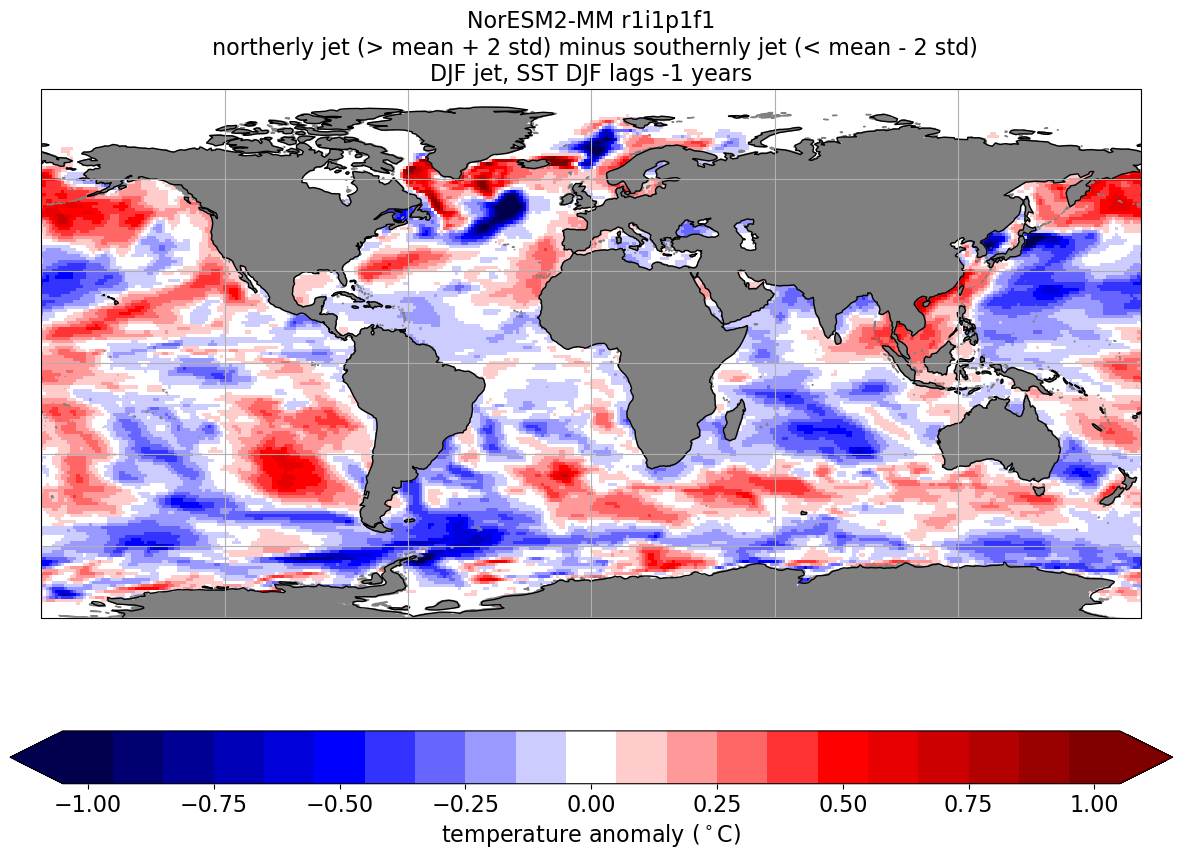 NorESM2-MM r1i1p1f1
northerly jet (> mean + 2 std) minus southernly jet (< mean - 2 std)
DJF jet, SST DJF lags -1 years
−1.00 −0.75 −0.50 −0.25 0.00 0.25 0.50 0.75 1.00
temperature anomaly (°C)